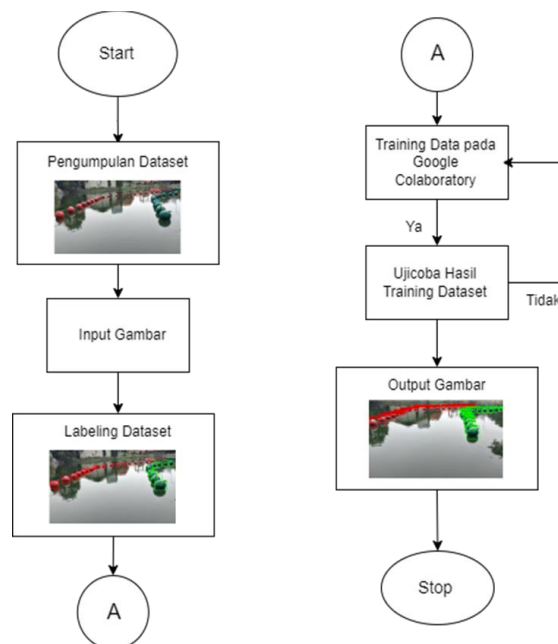 Start
Pengumpulan Dataset
Input Gambar
Labeling Dataset
A
A
Training Data pada
Google
Colaboratory
Ya
Ujicoba Hasil
Training Dataset
Tidak
Output Gambar
Stop